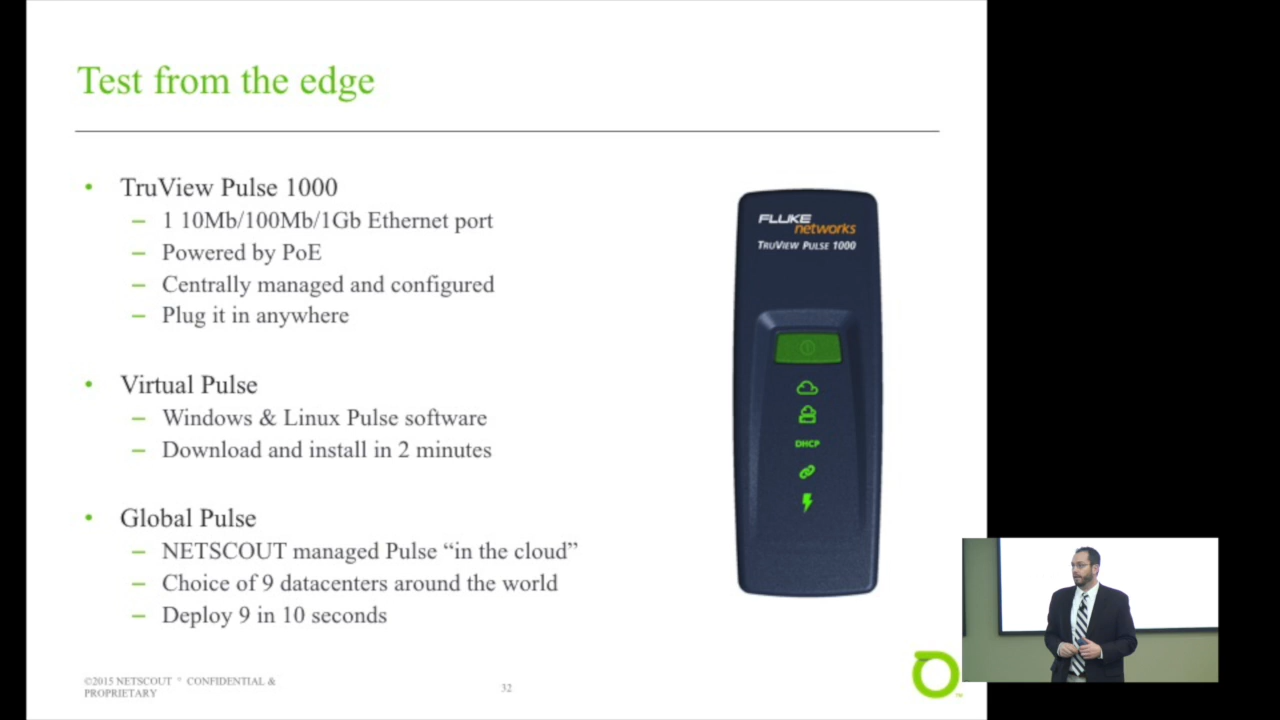 Test from the edge
• TruView Pulse 1000
– 1 10Mb/100Mb/1Gb Ethernet port
– Powered by PoE
– Centrally managed and configured
– Plug it in anywhere
• Virtual Pulse
– Windows & Linux Pulse software
– Download and install in 2 minutes
• Global Pulse
– NETSCOUT managed Pulse “in the cloud”
– Choice of 9 datacenters around the world
– Deploy 9 in 10 seconds
FLUKE
networks
TRUVIEW PULSE 1000
DHCP
©2015 NETSCOUT ° CONFIDENTIAL &
PROPRIETARY
32
™